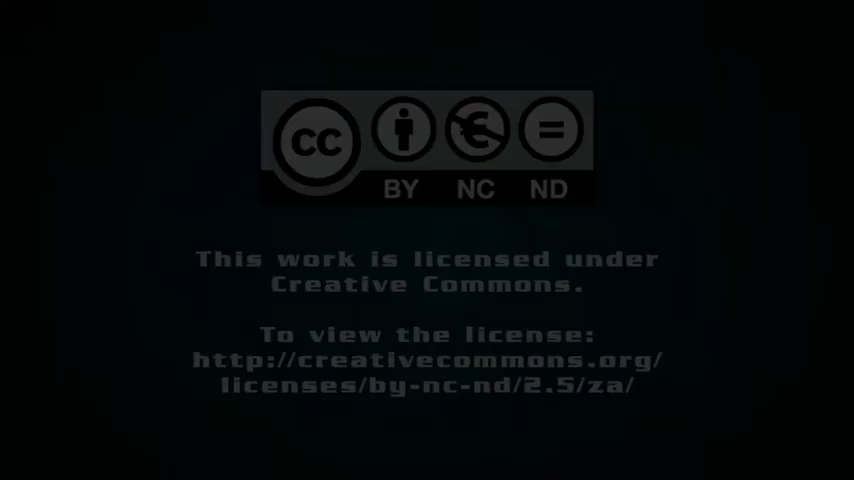 CC
BY NC ND
This work is licensed under
Creative Commons.
To view the license:
http://creativecommons.org/
licenses/by-nc-nd/2.5/za/